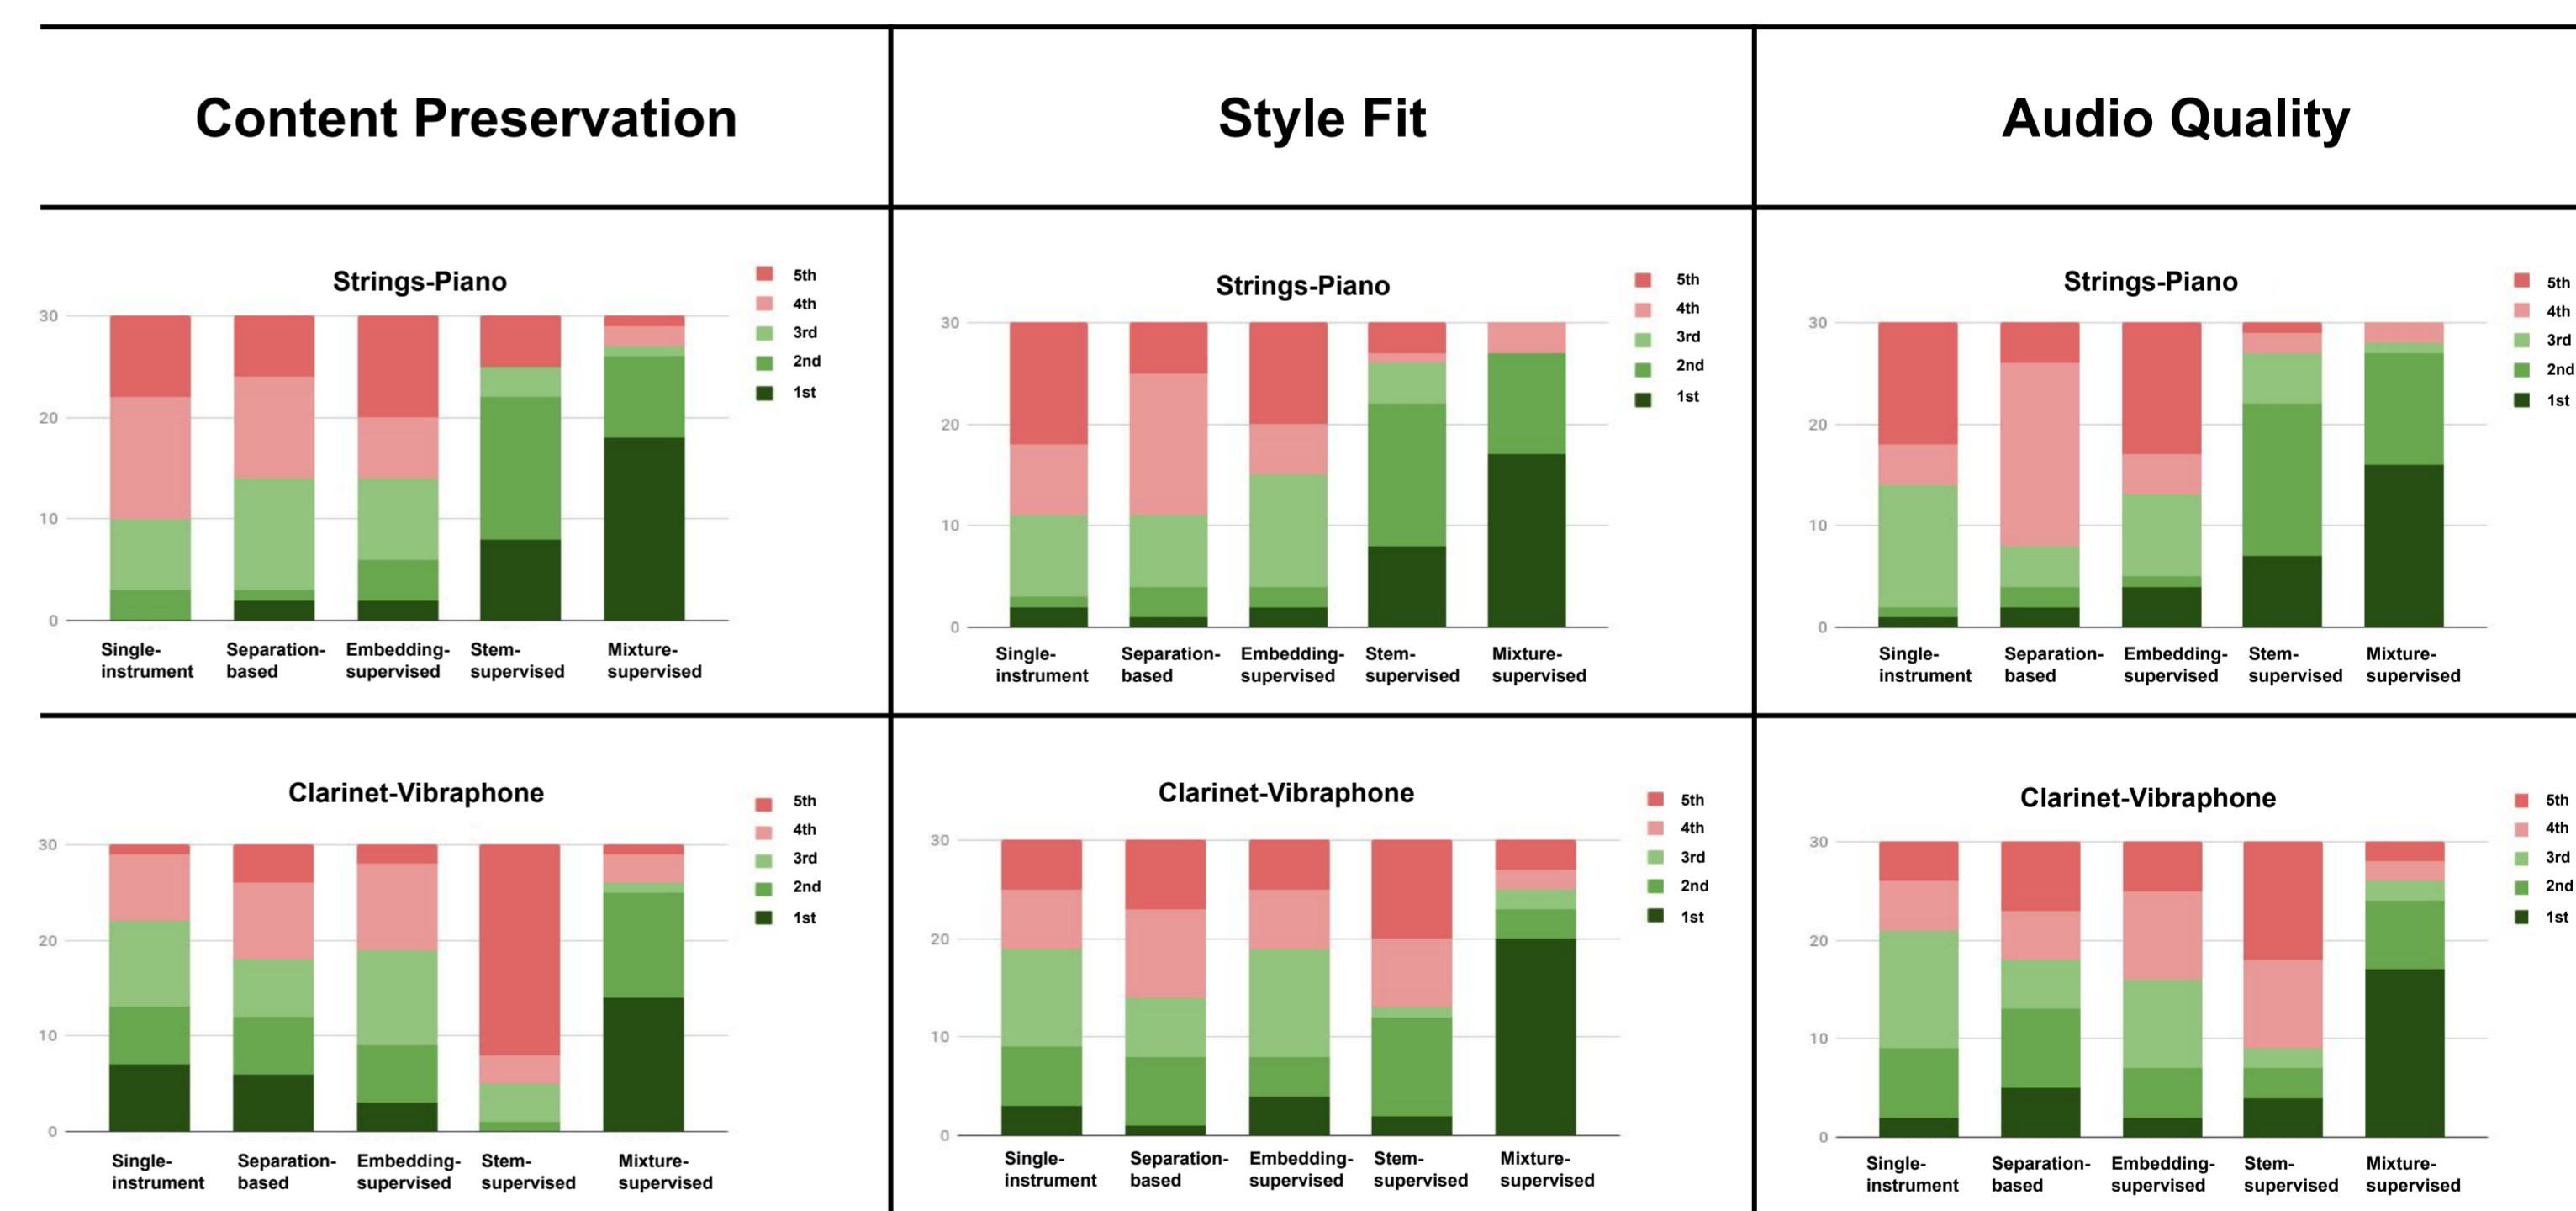 Content Preservation
Style Fit
Audio Quality
Strings-Piano
5th
4th
3rd
2nd
1st
30
20
10
0
Single-
instrument
Separation-
based
Embedding-
supervised
Stem-
supervised
Mixture-
supervised
Strings-Piano
5th
4th
3rd
2nd
1st
30
20
10
0
Single-
instrument
Separation-
based
Embedding-
supervised
Stem-
supervised
Mixture-
supervised
Strings-Piano
5th
4th
3rd
2nd
1st
30
20
10
0
Single-
instrument
Separation-
based
Embedding-
supervised
Stem-
supervised
Mixture-
supervised
Clarinet-Vibraphone
5th
4th
3rd
2nd
1st
30
20
10
0
Single-
instrument
Separation-
based
Embedding-
supervised
Stem-
supervised
Mixture-
supervised
Clarinet-Vibraphone
5th
4th
3rd
2nd
1st
30
20
10
0
Single-
instrument
Separation-
based
Embedding-
supervised
Stem-
supervised
Mixture-
supervised
Clarinet-Vibraphone
5th
4th
3rd
2nd
1st
30
20
10
0
Single-
instrument
Separation-
based
Embedding-
supervised
Stem-
supervised
Mixture-
supervised